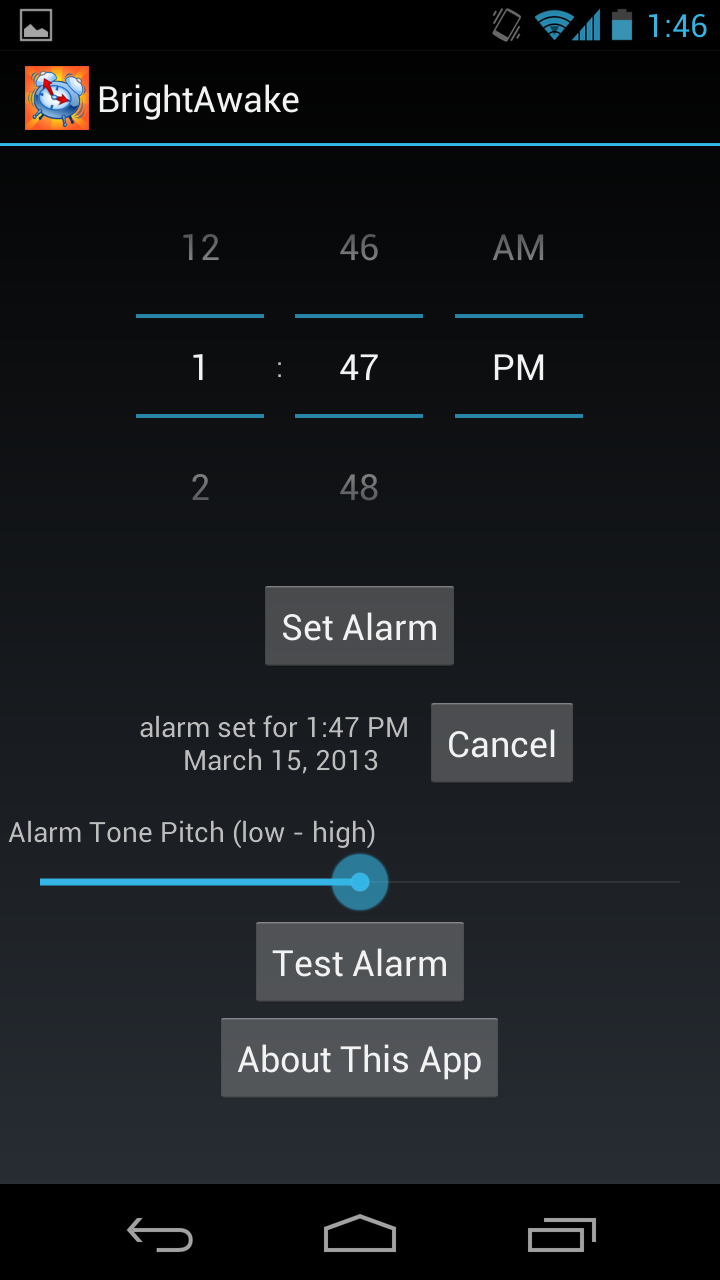 1:46
BrightAwake
12 46 AM
1 : 47 PM
2 48
Set Alarm
alarm set for 1:47 PM
March 15, 2013
Cancel
Alarm Tone Pitch (low - high)
Test Alarm
About This App